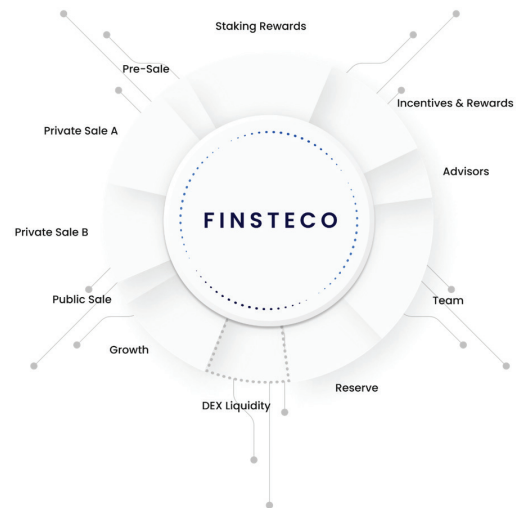 Staking Rewards
Pre-Sale
Incentives & Rewards
Private Sale A
Advisors
FINSTECO
Private Sale B
Public Sale
Team
Growth
Reserve
DEX Liquidity